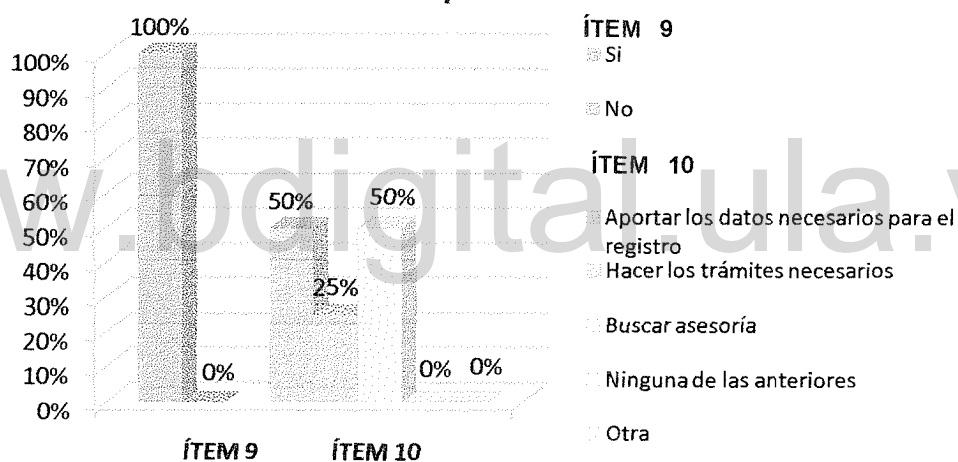 100%
100%
90%
80%
70%
60%
50%
40%
30%
20%
10%
0%
0%
50%
25%
50%
0%
0%
ÍTEM 9
ÍTEM 10
ÍTEM 9
Si
No
ÍTEM 10
Aportar los datos necesarios para el
registro
Hacer los trámites necesarios
Buscar asesoría
Ninguna de las anteriores
Otra
w.bdigital.ula.v